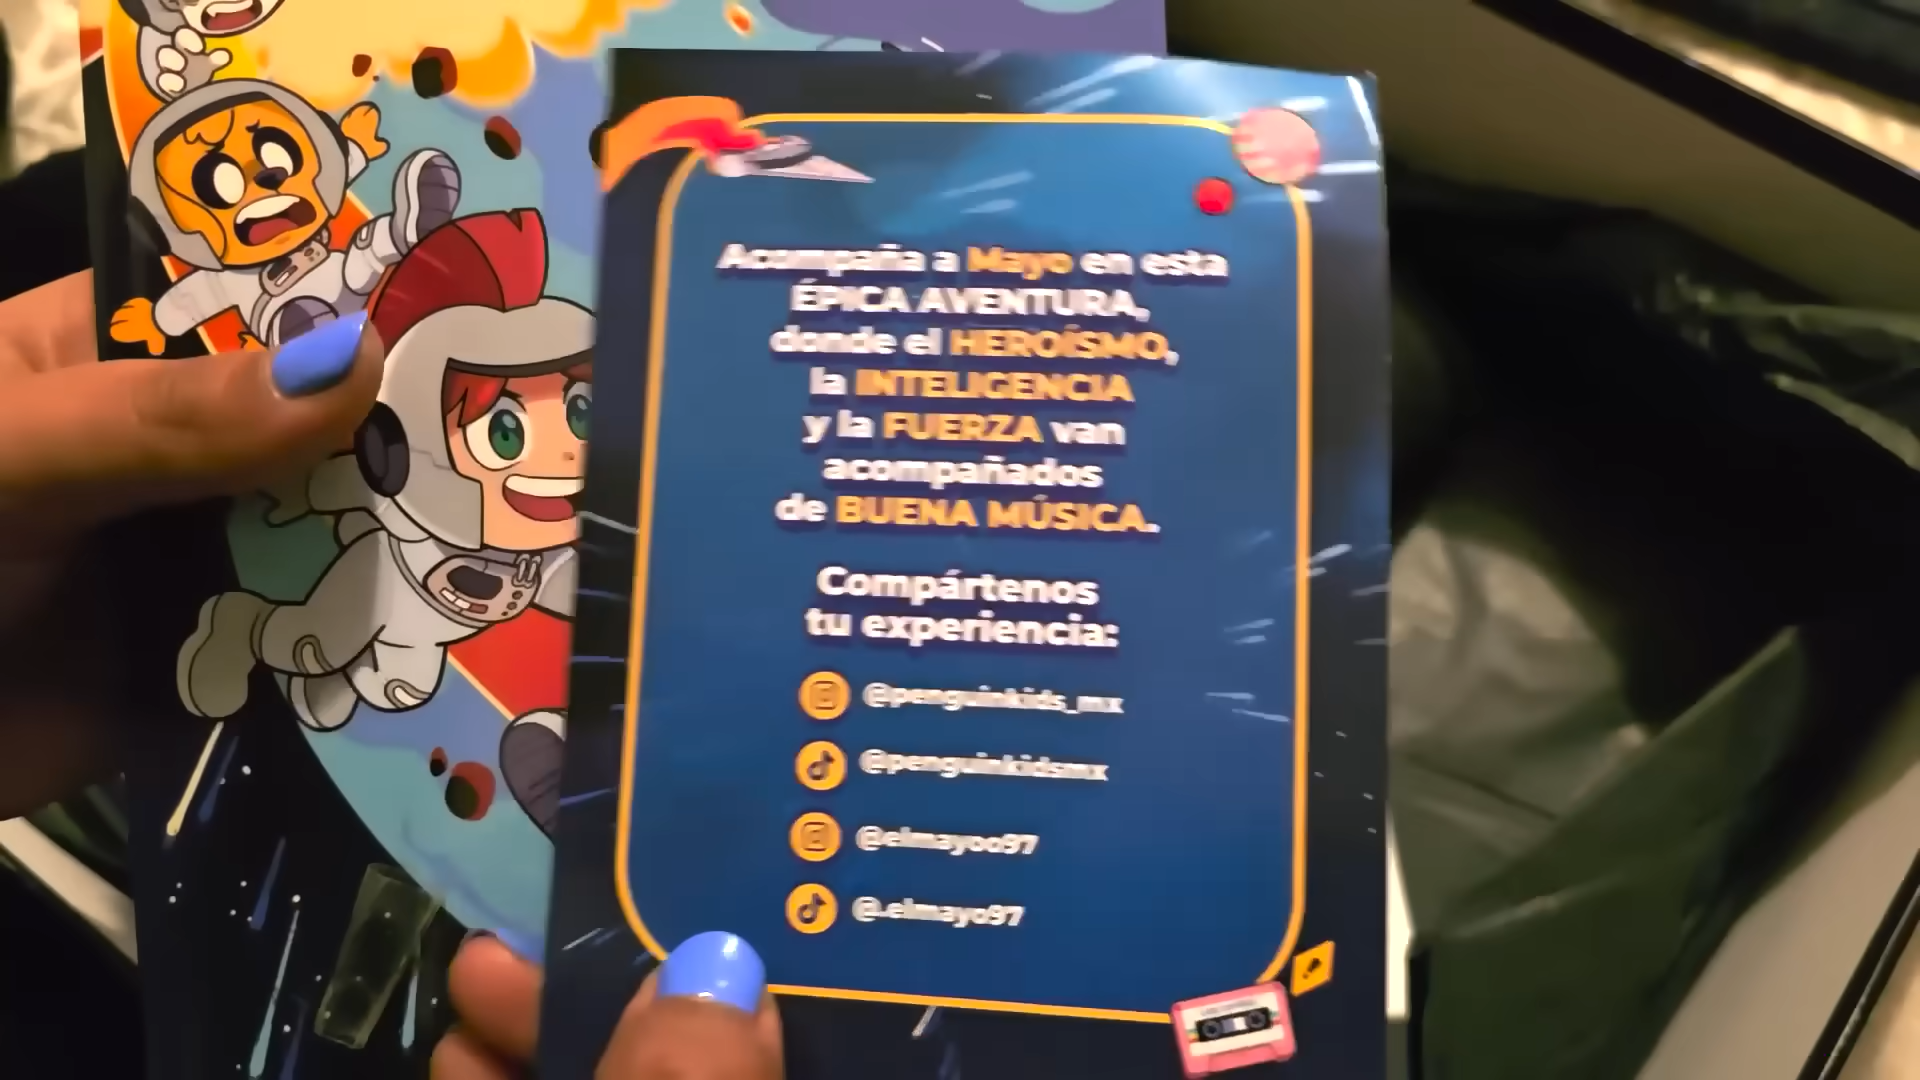 Acompaña a Mayo en esta
ÉPICA AVENTURA,
donde el HEROÍSMO,
la INTELIGENCIA
y la FUERZA van
acompañados
de BUENA MÚSICA.
Compártenos
tu experiencia:
@penguinkids_mx
@penguinkidsmx
@elmayoo97
@.elmayo97